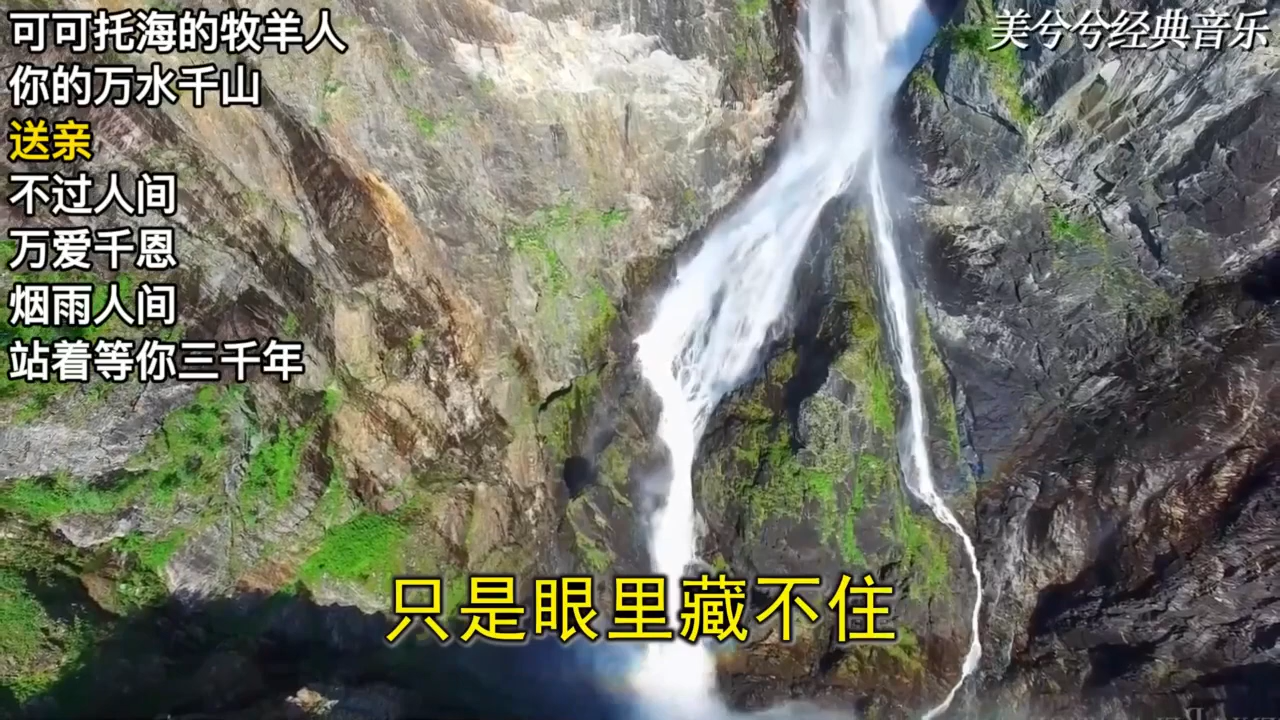 可可托海的牧羊人
美兮兮经典音乐
你的万水千山
送亲
不过人间
万爱千恩
烟雨人间
站着等你三千年
只是眼里藏不住